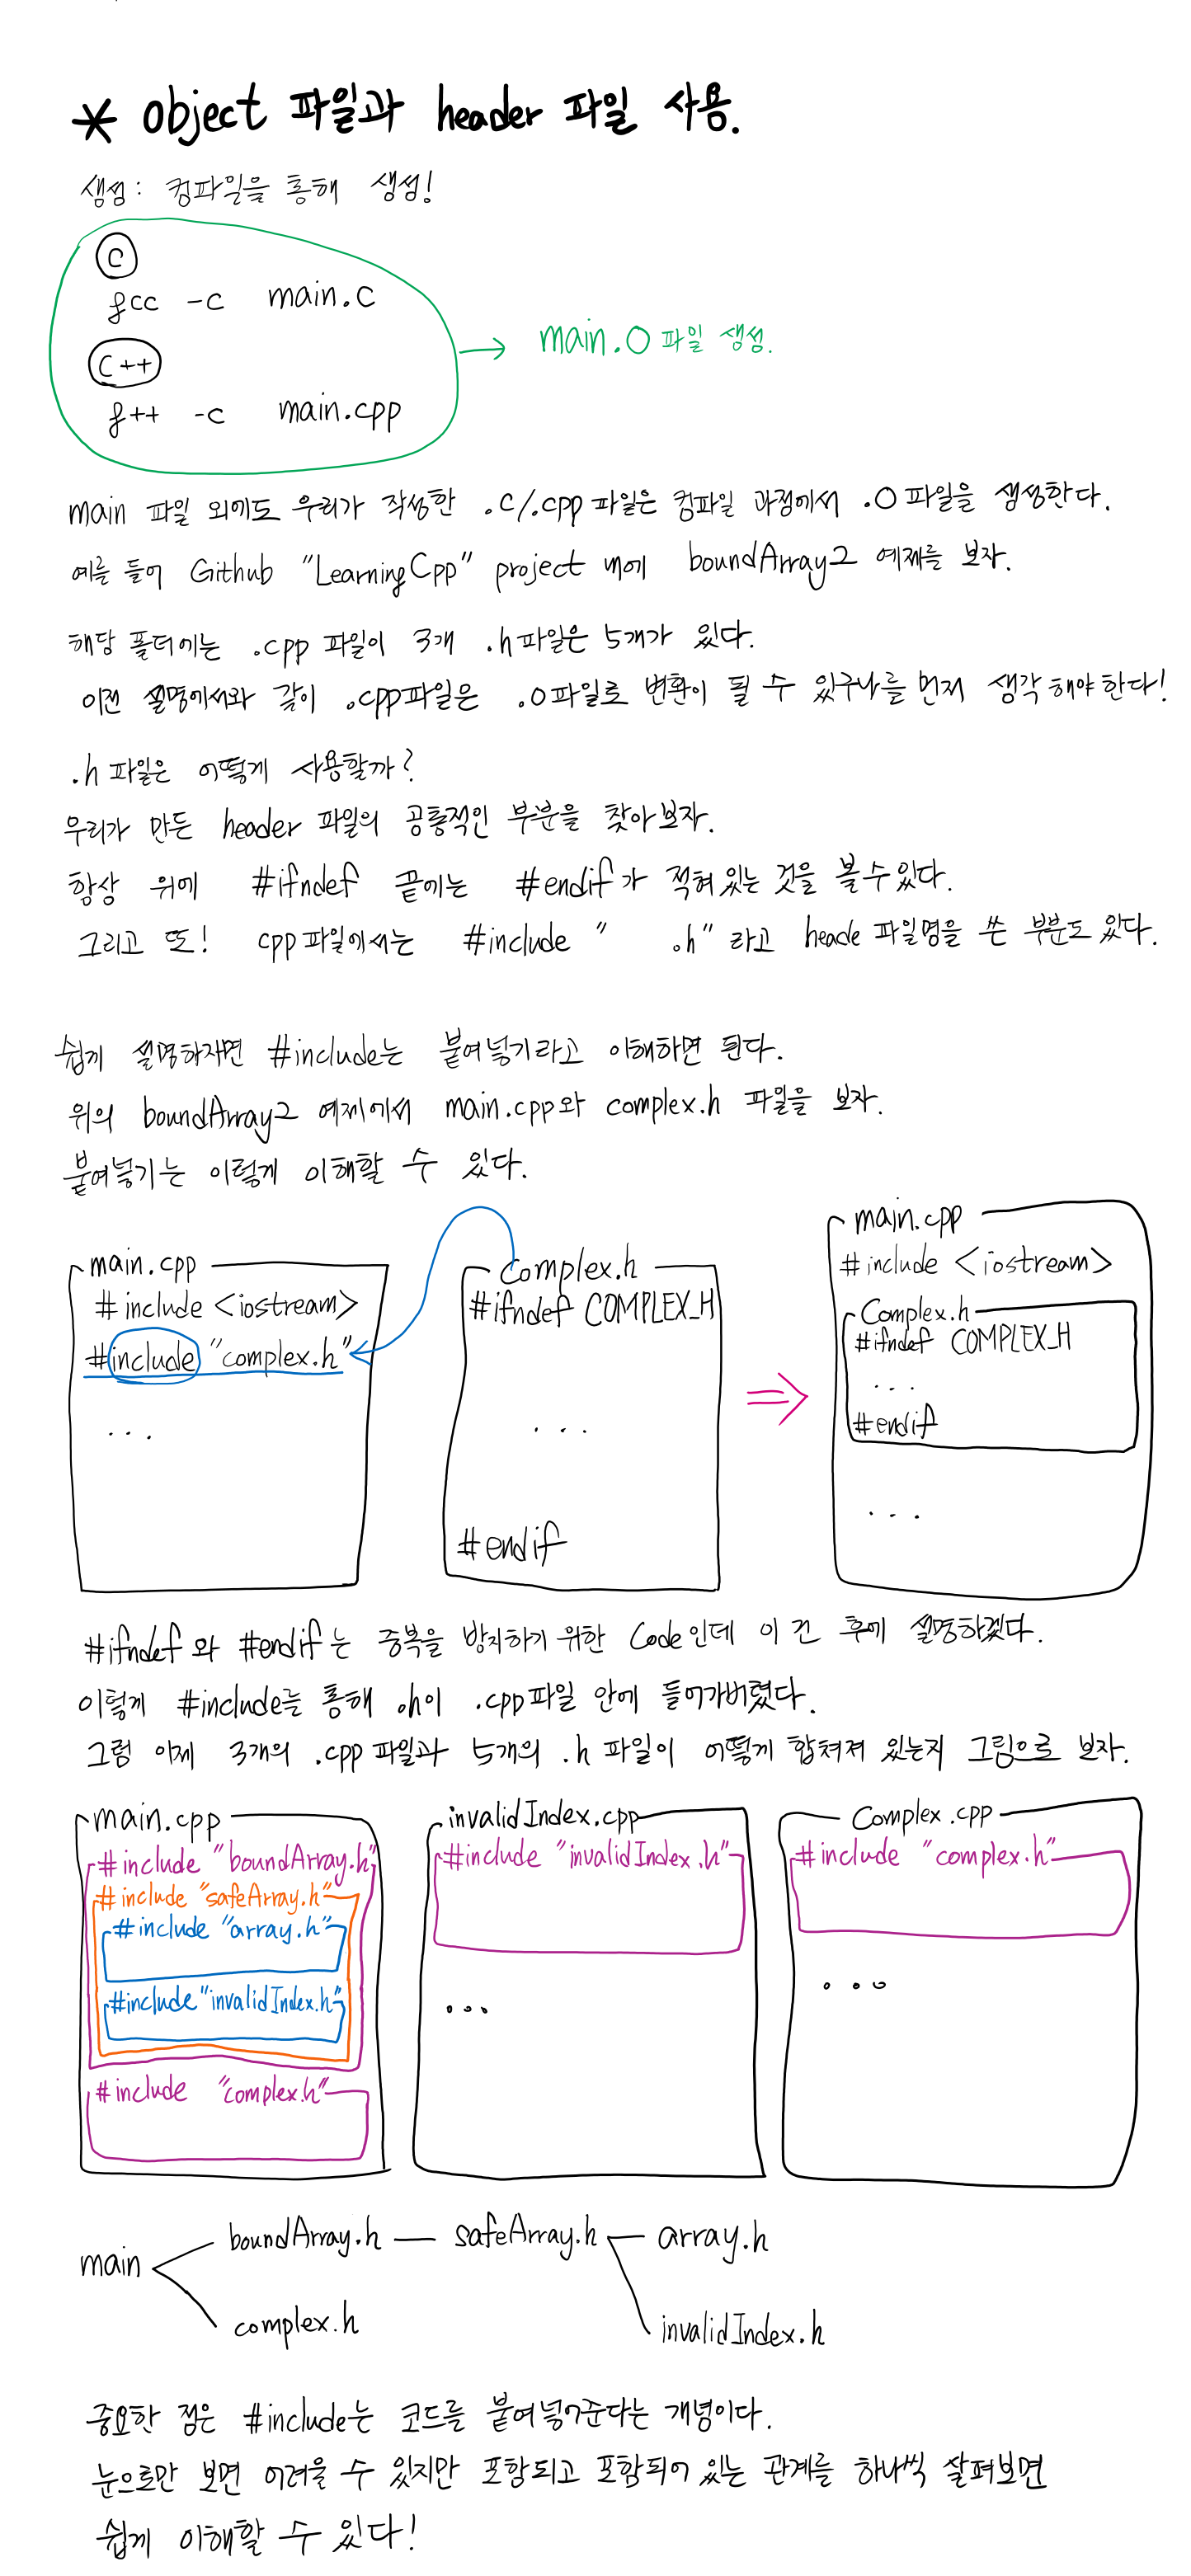 * object 파일과 header 파일 사용.
생성: 컴파일을 통해 생성!
C
gcc -c main.c
C++
g++ -c main.cpp
→ main.o 파일 생성.
main 파일 외에도 우리가 작성한 .c/.cpp 파일은 컴파일 과정에서 .o 파일을 생성한다.
예를 들어 Github "LearningCpp" project 내에 boundArray2 예제를 보자.
해당 폴더에는 .cpp 파일이 3개 .h 파일은 5개가 있다.
이전 설명에서와 같이 .cpp파일은 .o파일로 변환이 될 수 있구나를 먼저 생각해야한다!
.h 파일은 어떻게 사용할까?
우리가 만든 header 파일의 공통적인 부분을 찾아보자.
항상 위에 #ifndef 끝에는 #endif가 적혀있는 것을 볼 수 있다.
그리고 또! cpp 파일에서는 #include " .h" 라고 heade 파일명을 쓴 부분도 있다.
쉽게 설명하자면 #include는 붙여넣기라고 이해하면 된다.
위의 boundArray2 예제에서 main.cpp와 complex.h 파일을 보자.
붙여넣기는 이렇게 이해할 수 있다.
main.cpp
#include <iostream>
#include "complex.h"
...
Complex.h
#ifndef COMPLEX_H
...
#endif
⇒
main.cpp
#include <iostream>
Complex.h
#ifndef COMPLEX_H
...
#endif
...
#ifndef와 #endif는 중복을 방지하기 위한 Code인데 이 건 후에 설명하겠다.
이렇게 #include를 통해 .h이 .cpp파일 안에 들어가버렸다.
그럼 이제 3개의 .cpp 파일과 5개의 .h 파일이 어떻게 합쳐져 있는지 그림으로 보자.
main.cpp
#include "boundArray.h"
#include "safeArray.h"
#include "array.h"
#include "invalidIndex.h"
#include "complex.h"
invalidIndex.cpp
#include "invalidIndex.h"
...
Complex.cpp
#include "complex.h"
...
main
boundArray.h — safeArray.h — array.h
complex.h
invalidIndex.h
중요한 점은 #include는 코드를 붙여넣어준다는 개념이다.
눈으로만 보면 어려울 수 있지만 포함되고 포함되어 있는 관계를 하나씩 살펴보면
쉽게 이해할 수 있다!